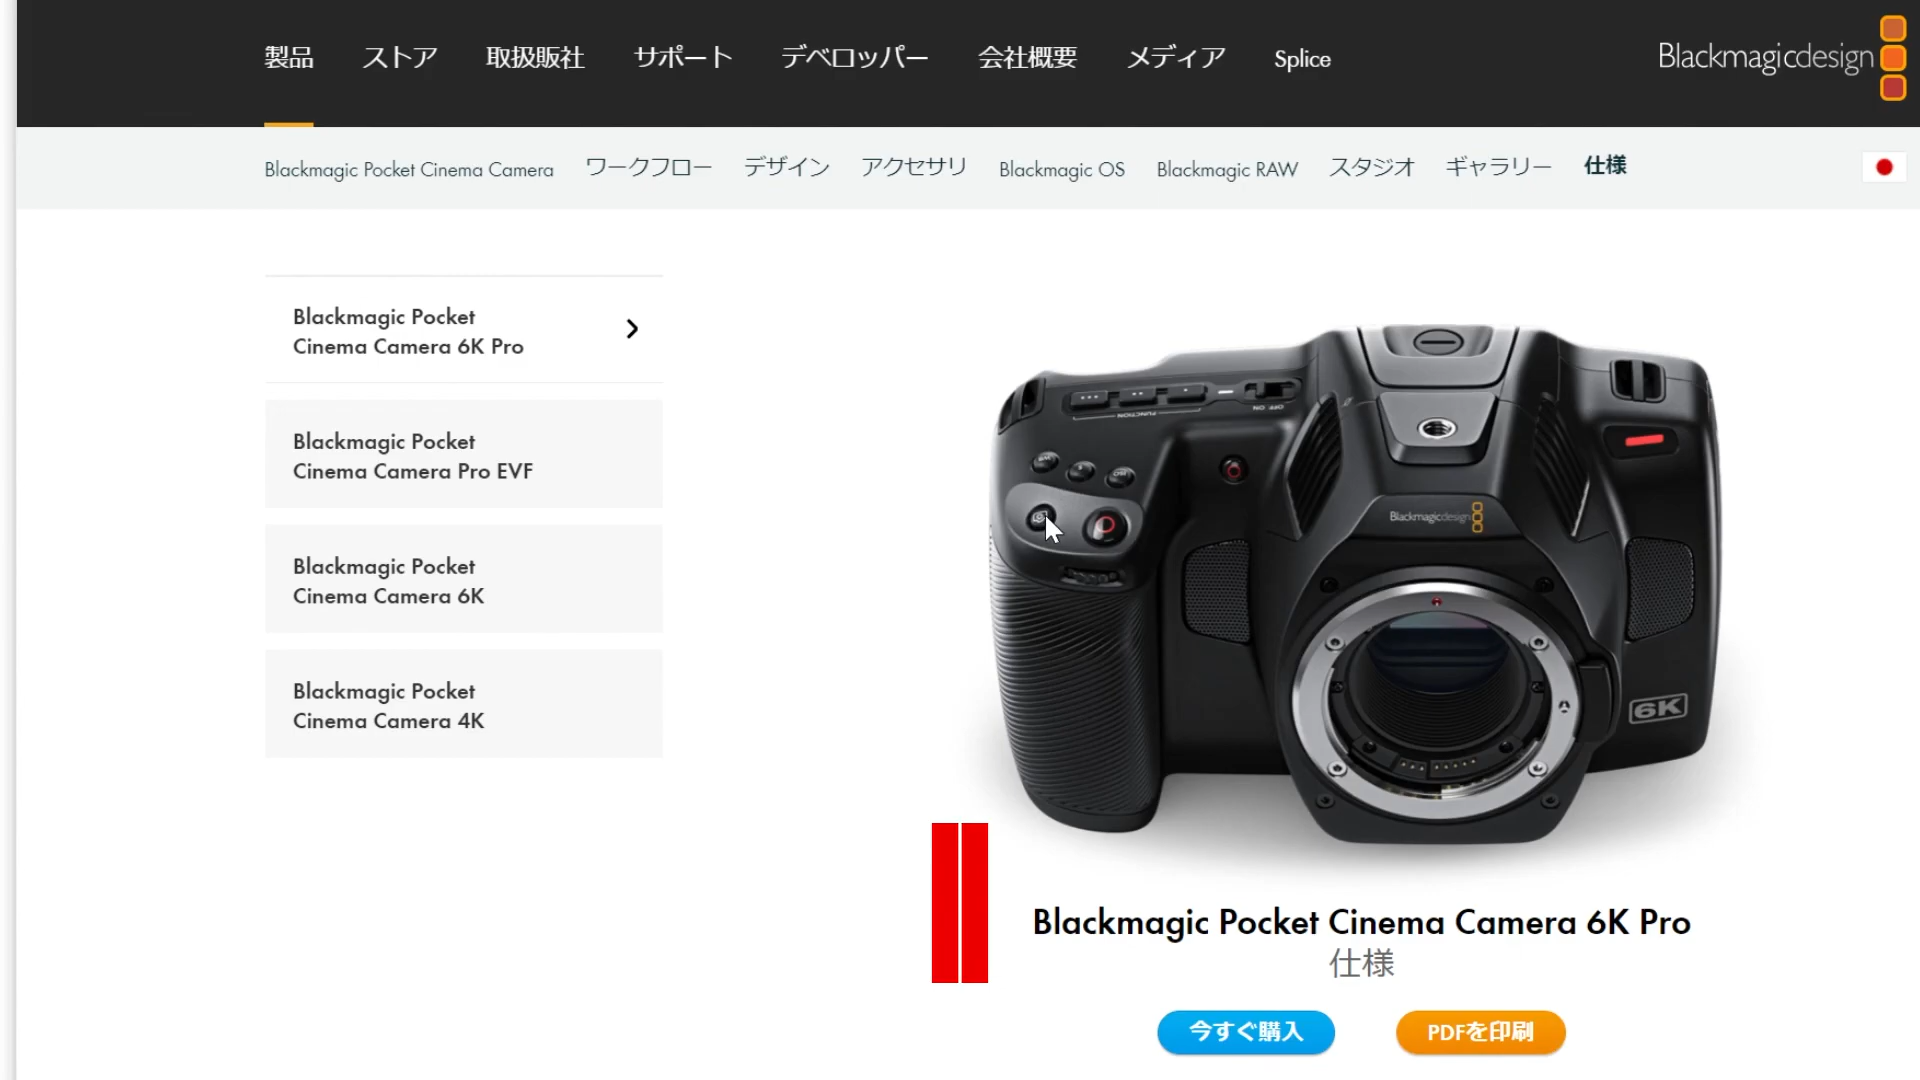 製品 ストア 取扱販社 サポート デベロッパー 会社概要 メディア Splice
Blackmagicdesign
Blackmagic Pocket Cinema Camera ワークフロー デザイン アクセサリ Blackmagic OS Blackmagic RAW スタジオ ギャラリー 仕様
Blackmagic Pocket
Cinema Camera 6K Pro
Blackmagic Pocket
Cinema Camera Pro EVF
Blackmagic Pocket
Cinema Camera 6K
Blackmagic Pocket
Cinema Camera 4K
FUNCTION
ON OFF
Blackmagicdesign
6K
Blackmagic Pocket Cinema Camera 6K Pro
仕様
今すぐ購入 PDFを印刷